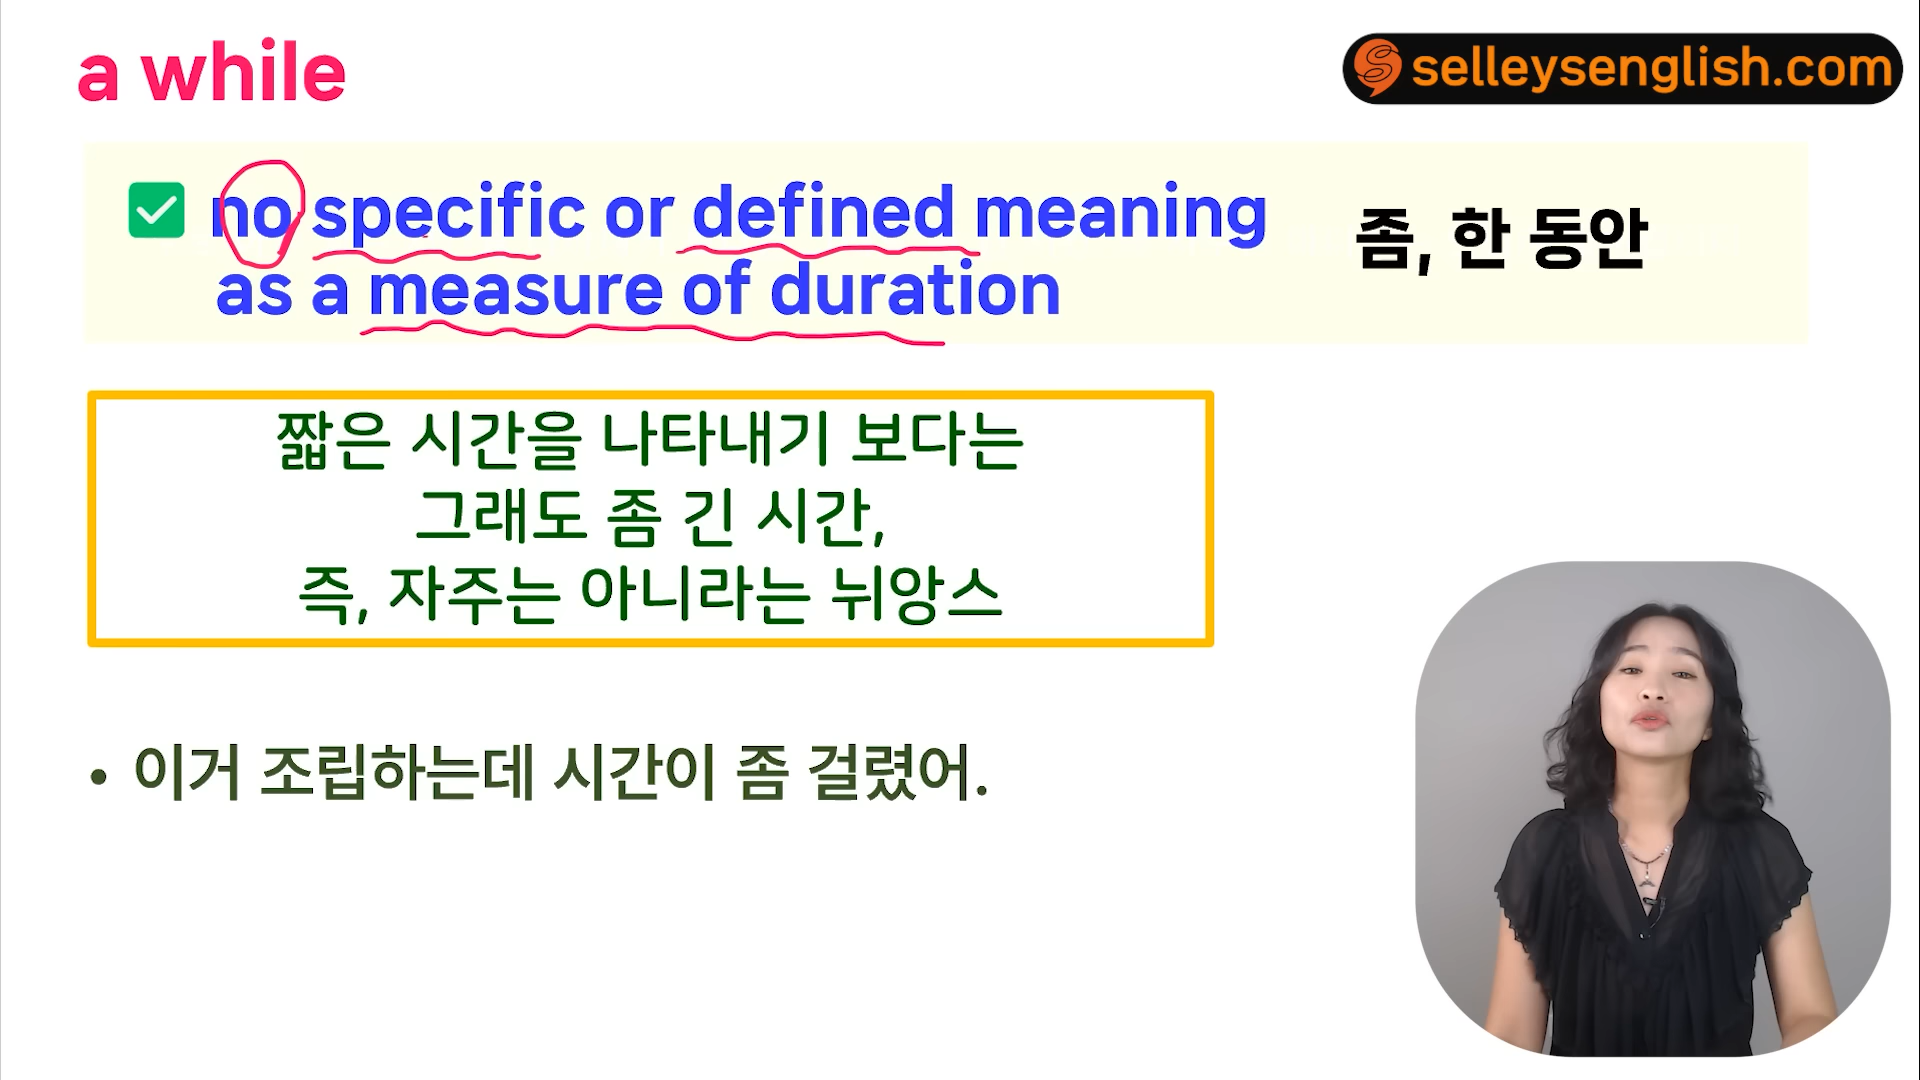 a while
selleysenglish.com
no specific or defined meaning
as a measure of duration
좀, 한 동안
짧은 시간을 나타내기 보다는
그래도 좀 긴 시간,
즉, 자주는 아니라는 뉘앙스
• 이거 조립하는데 시간이 좀 걸렸어.